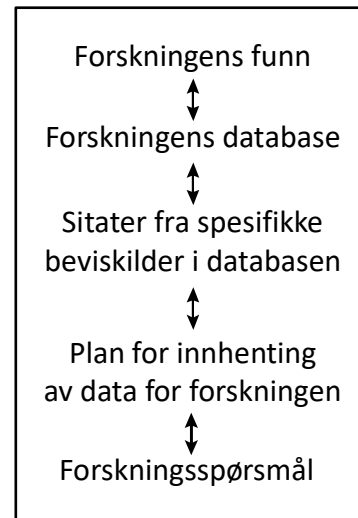 Forskningens funn
Forskningens database
Sitater fra spesifikke
beviskilder i databasen
Plan for innhenting
av data for forskningen
Forskningsspørsmål